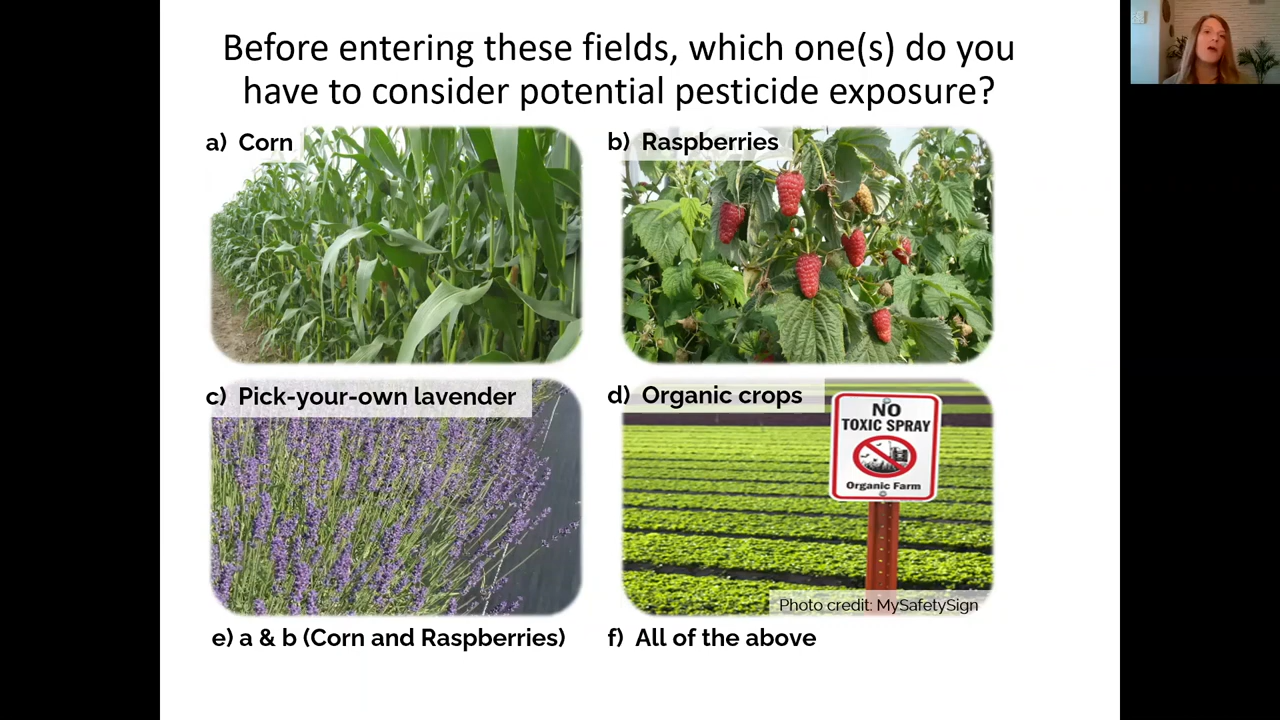 Before entering these fields, which one(s) do you
have to consider potential pesticide exposure?
a) Corn
b) Raspberries
c) Pick-your-own lavender
d) Organic crops
NO
TOXIC SPRAY
Organic Farm
Photo credit: MySafetySign
e) a & b (Corn and Raspberries)
f) All of the above